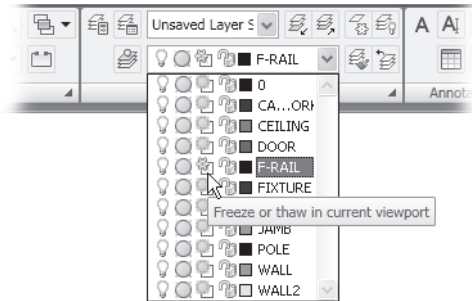 Unsaved Layer S
A A
F-RAIL
0
CA...ORK
Annota
CEILING
DOOR
F-RAIL
FIXTURE
Freeze or thaw in current viewport
JAMB
POLE
WALL
WALL2